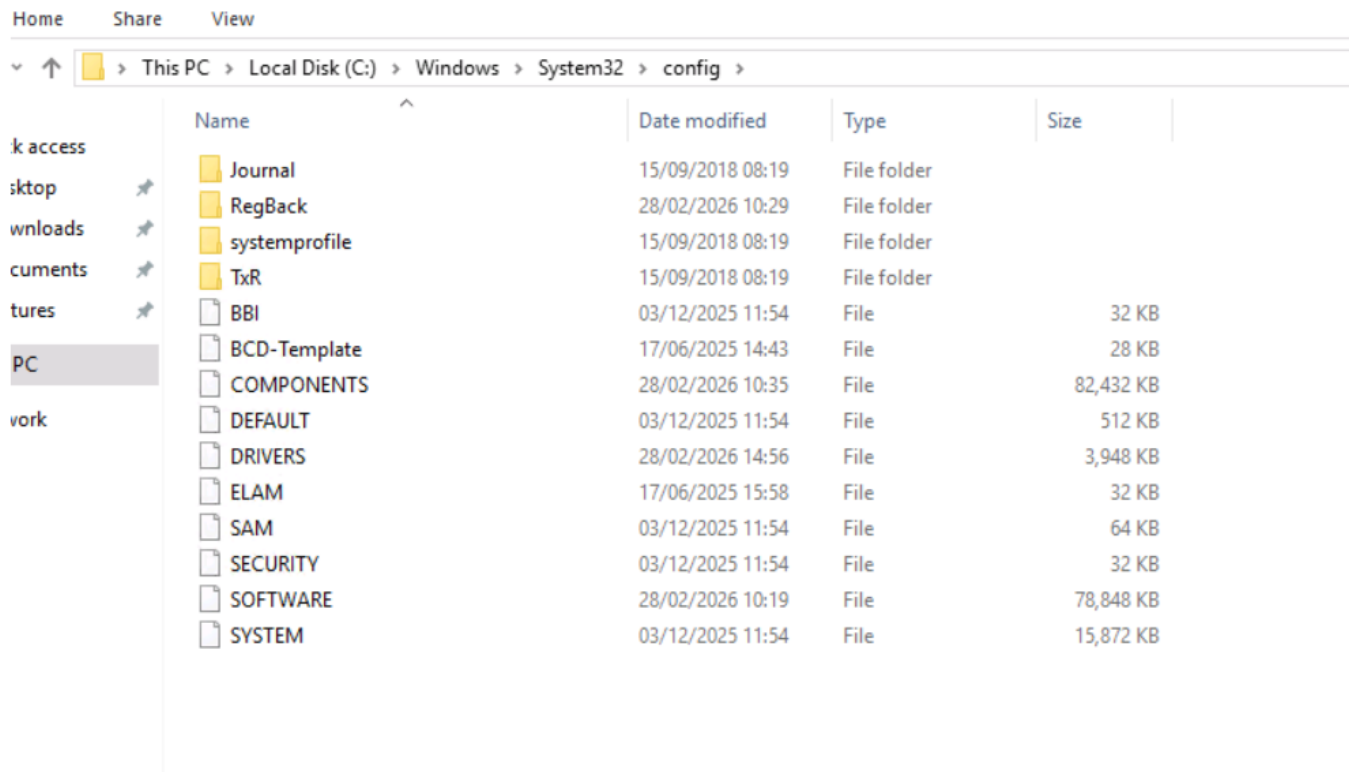 Home Share View
This PC > Local Disk (C:) > Windows > System32 > config >
Name Date modified Type Size
k access
sktop
wnloads
cuments
tures
PC
vork
Journal 15/09/2018 08:19 File folder
RegBack 28/02/2026 10:29 File folder
systemprofile 15/09/2018 08:19 File folder
TxR 15/09/2018 08:19 File folder
BBI 03/12/2025 11:54 File 32 KB
BCD-Template 17/06/2025 14:43 File 28 KB
COMPONENTS 28/02/2026 10:35 File 82,432 KB
DEFAULT 03/12/2025 11:54 File 512 KB
DRIVERS 28/02/2026 14:56 File 3,948 KB
ELAM 17/06/2025 15:58 File 32 KB
SAM 03/12/2025 11:54 File 64 KB
SECURITY 03/12/2025 11:54 File 32 KB
SOFTWARE 28/02/2026 10:19 File 78,848 KB
SYSTEM 03/12/2025 11:54 File 15,872 KB